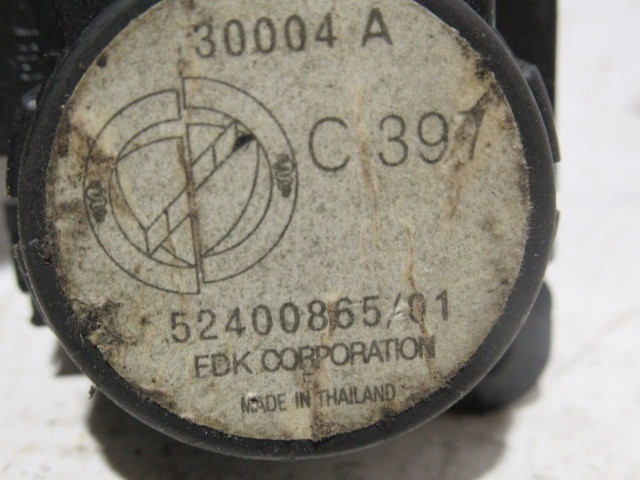 30004 A
C 397
52400865/01
FDK CORPORATION
MADE IN THAILAND